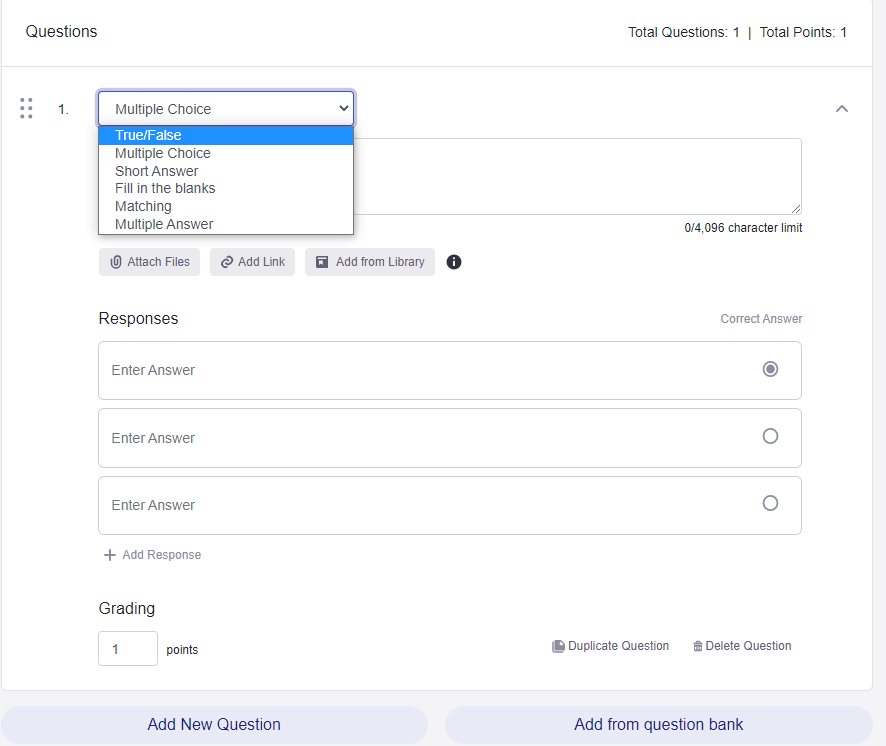 Questions
Total Questions: 1 | Total Points: 1
1.
Multiple Choice
True/False
Multiple Choice
Short Answer
Fill in the blanks
Matching
Multiple Answer
0/4,096 character limit
Attach Files
Add Link
Add from Library
Responses
Correct Answer
Enter Answer
Enter Answer
Enter Answer
Add Response
Grading
1 points
Duplicate Question
Delete Question
Add New Question
Add from question bank